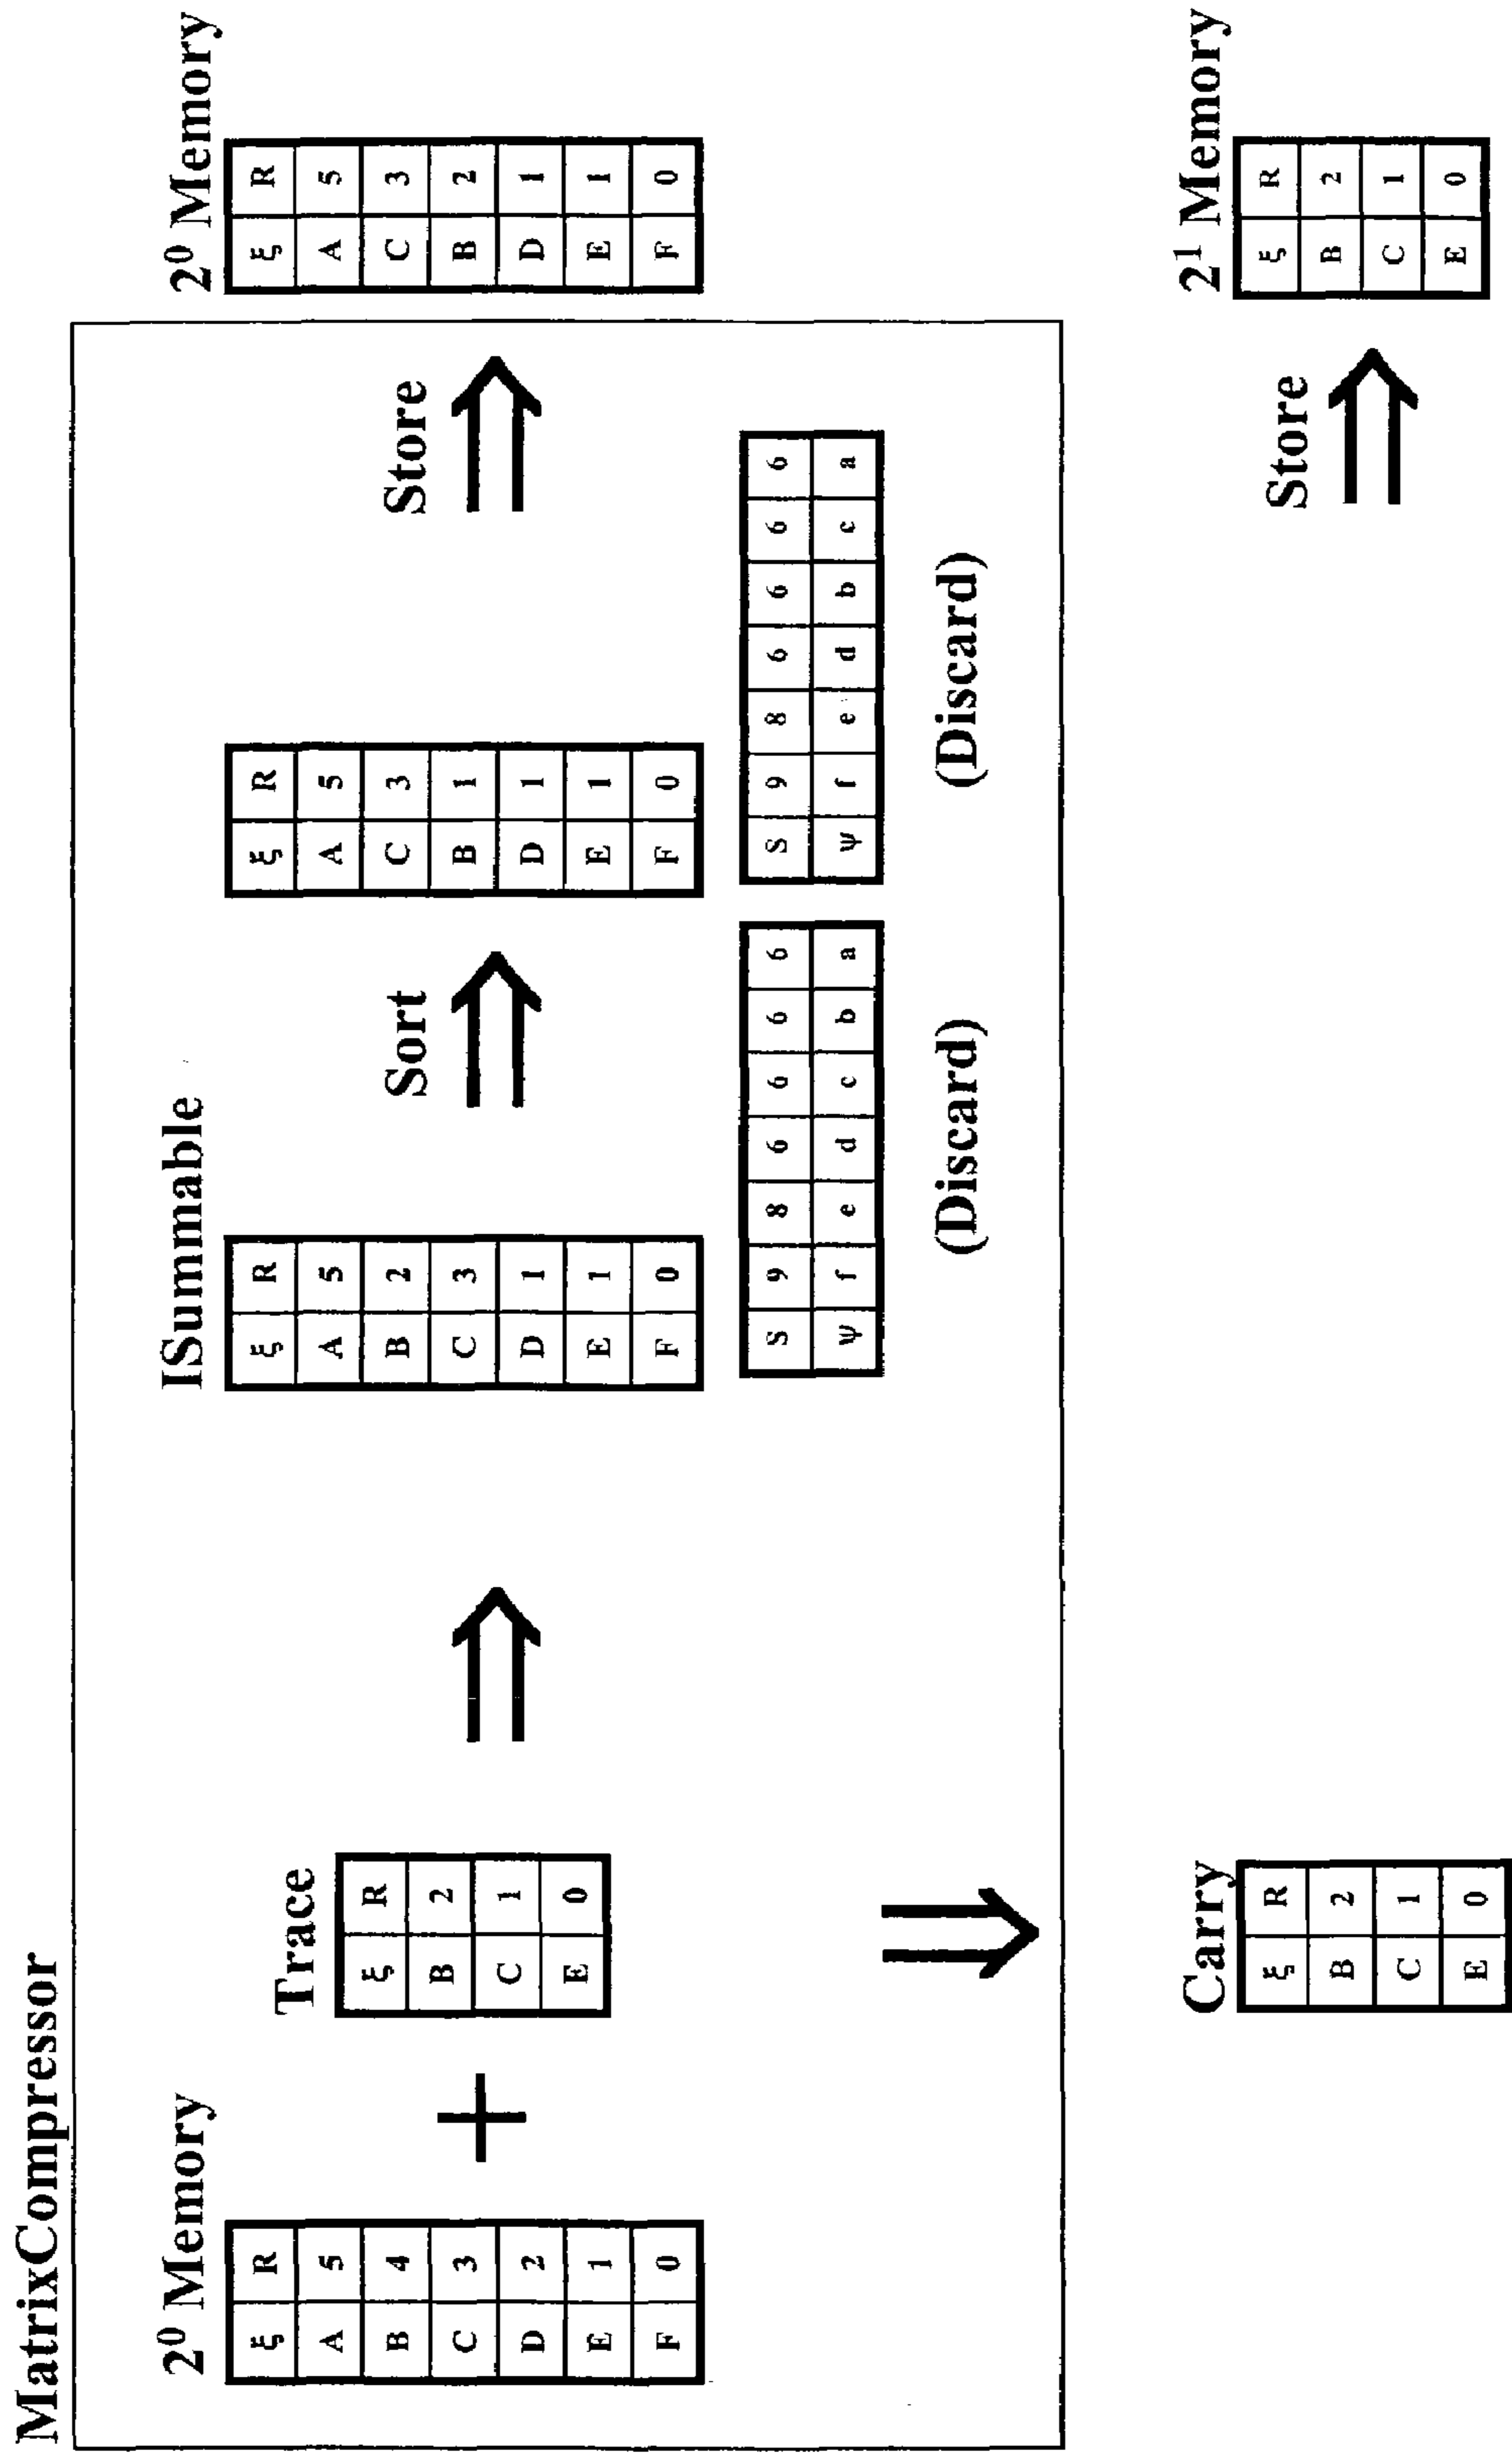 MatrixCompressor
2⁰ Memory
ξ R
A 5
B 4
C 3
D 2
E 1
F 0
+
Trace
ξ R
B 2
C 1
E 0
ISummable
ξ R
A 5
B 2
C 3
D 1
E 1
F 0
S 9 8 6 6 6 6
ψ f e d c b a
(Discard)
Sort
ξ R
A 5
C 3
B 1
D 1
E 1
F 0
S 9 8 6 6 6 6
ψ f e d b c a
(Discard)
Store
2⁰ Memory
ξ R
A 5
C 3
B 2
D 1
E 1
F 0
Carry
ξ R
B 2
C 1
E 0
Store
2¹ Memory
ξ R
B 2
C 1
E 0